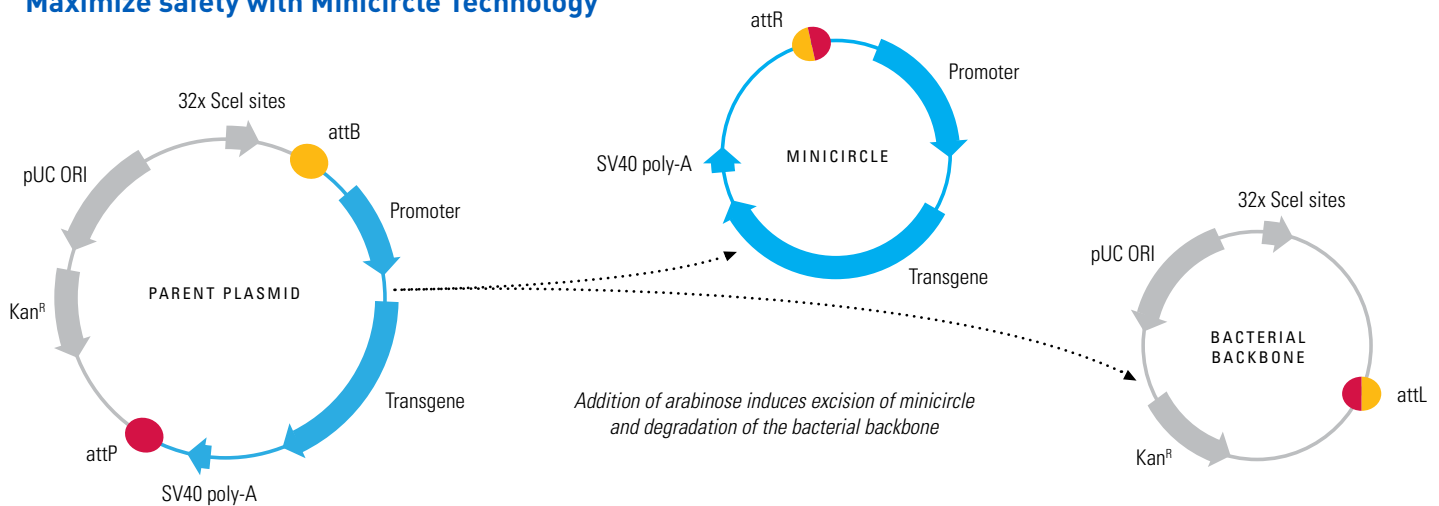 Maximize safety with Minicircle Technology
32x SceI sites
attB
pUC ORI
Promoter
PARENT PLASMID
Kanᴿ
Transgene
attP
SV40 poly-A
attR
Promoter
MINICIRCLE
SV40 poly-A
Transgene
Addition of arabinose induces excision of minicircle
and degradation of the bacterial backbone
32x SceI sites
pUC ORI
BACTERIAL
BACKBONE
attL
Kanᴿ